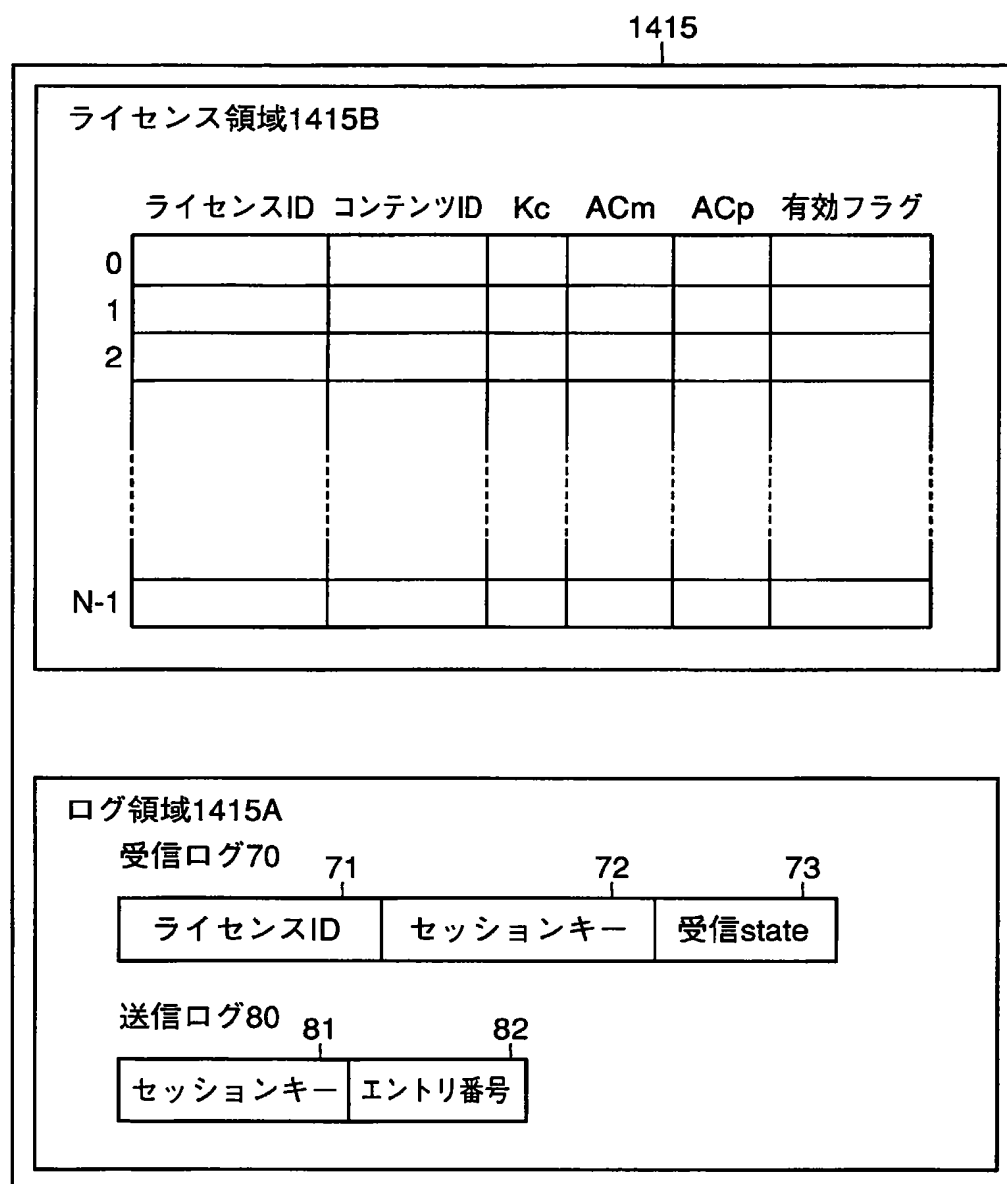 1415
ライセンス領域1415B
ライセンスID コンテンツID Kc ACm ACp 有効フラグ
0
1
2
N-1
ログ領域1415A
受信ログ70
71 72 73
ライセンスID セッションキー 受信state
送信ログ80
81 82
セッションキー エントリ番号